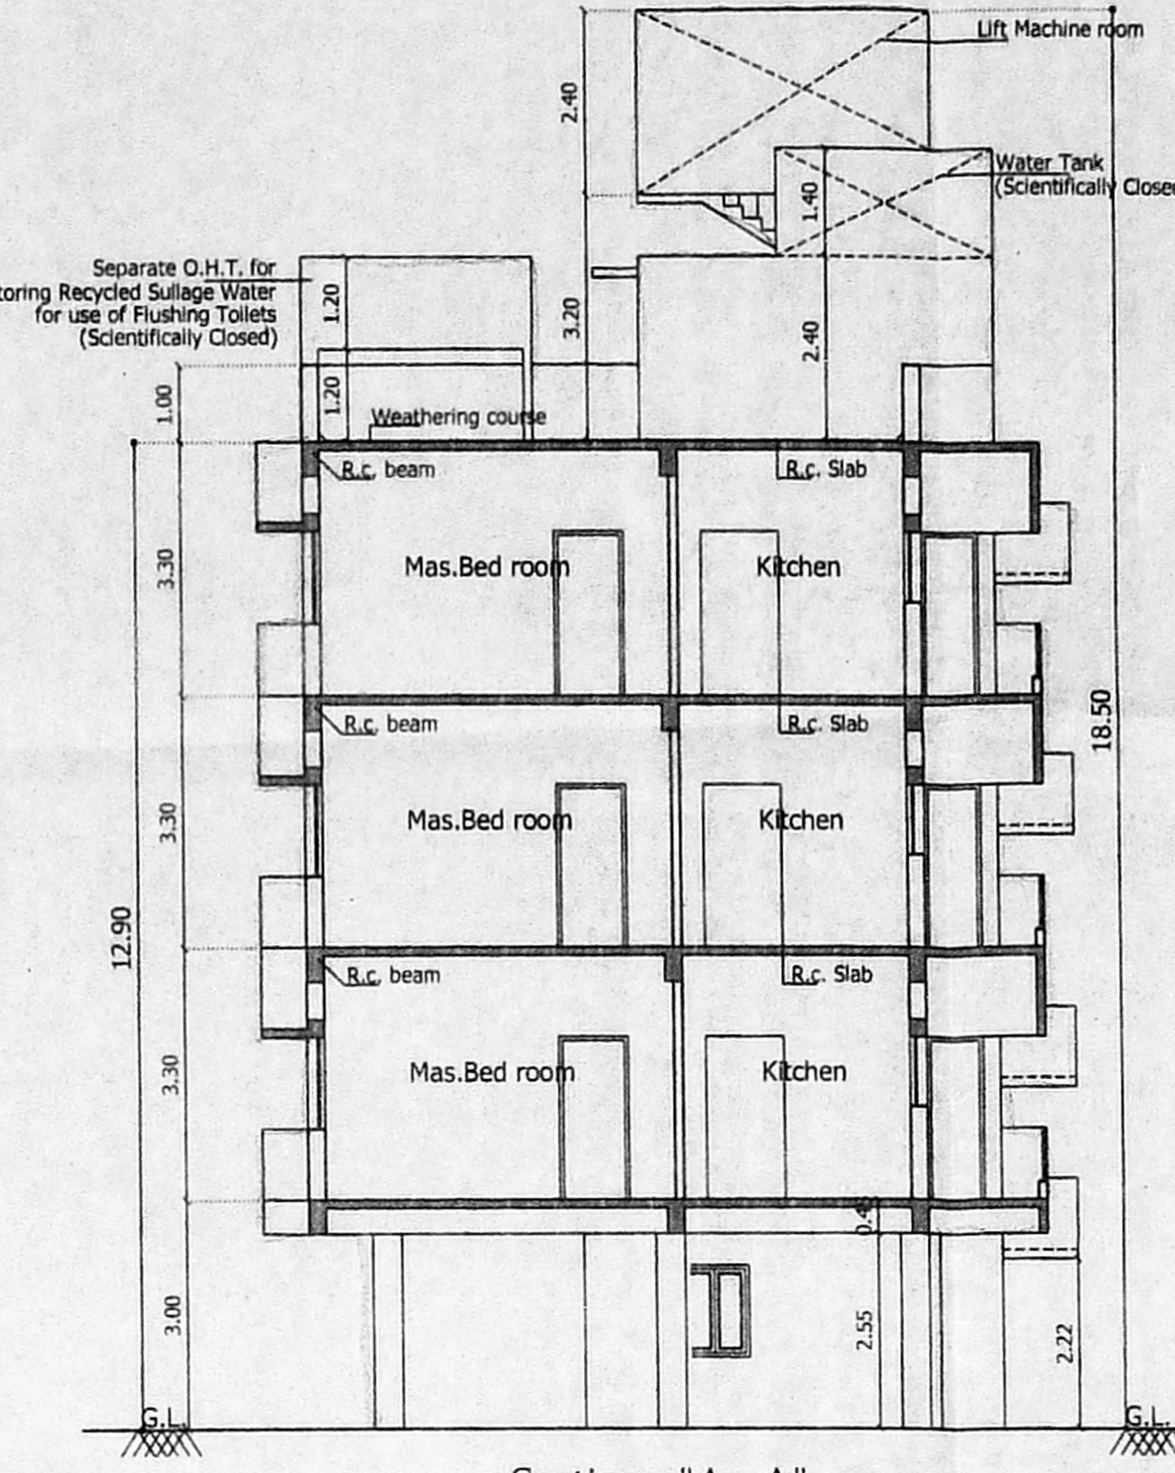 Lift Machine room
2.40
Water Tank
(Scientifically Close
1.40
Separate O.H.T. for
toring Recycled Sullage Water
for use of Flushing Toilets
(Scientifically Closed)
1.20
3.20
2.40
1.00
1.20
Weathering course
R.c. beam
R.c. Slab
3.30
Mas.Bed room
Kitchen
18.50
R.c. beam
R.c. Slab
3.30
Mas.Bed room
Kitchen
12.90
R.c. beam
R.c. Slab
3.30
Mas.Bed room
Kitchen
3.00
2.55
2.22
G.L.
G.L.